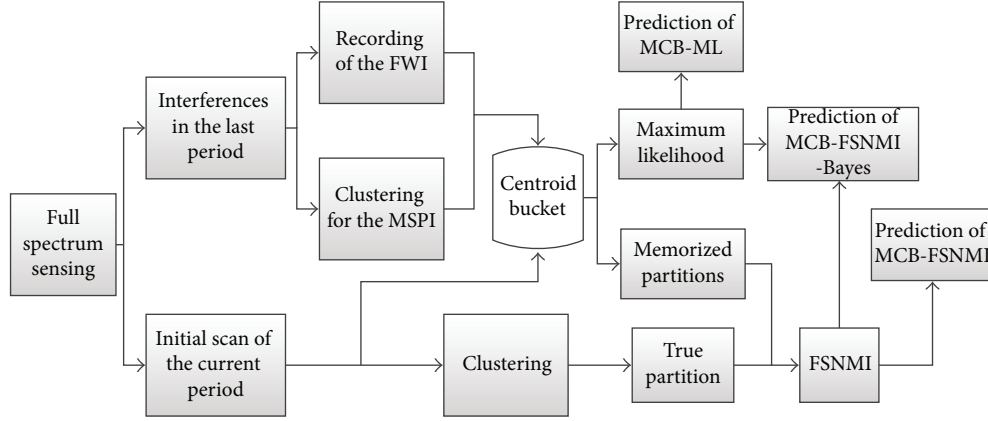 Full
spectrum
sensing
Interferences
in the last
period
Initial scan of
the current
period
Recording
of the FWI
Clustering
for the MSPI
Centroid
bucket
Clustering
Prediction of
MCB-ML
Maximum
likelihood
Memorized
partitions
True
partition
Prediction of
MCB-FSNMI
-Bayes
FSNMI
Prediction of
MCB-FSNMI